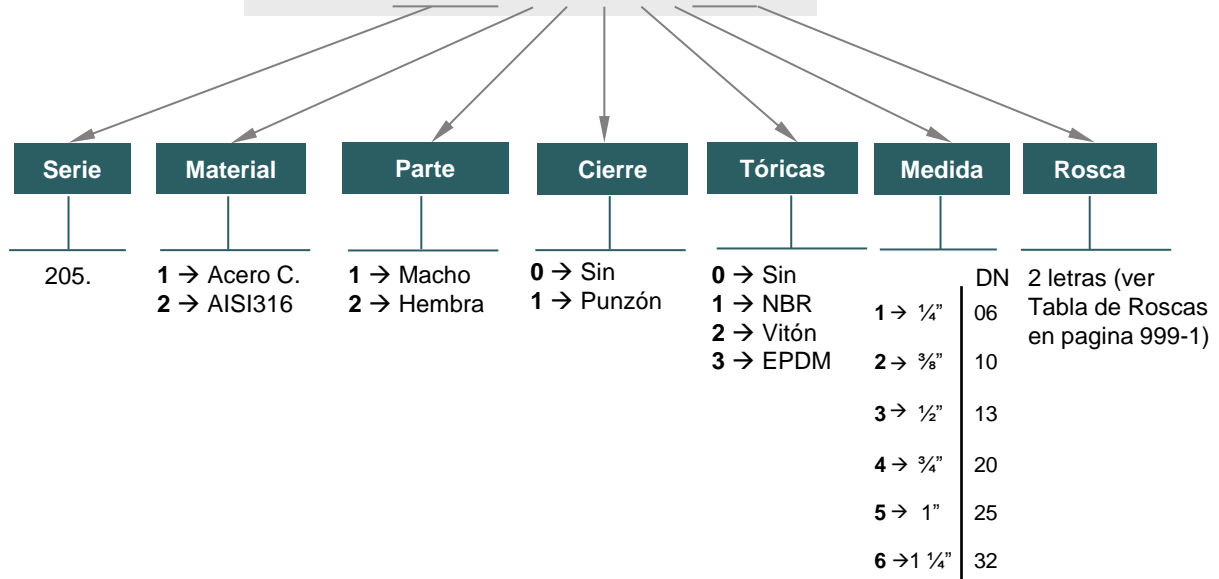 Serie
Material
Parte
Cierre
Tóricas
Medida
Rosca
205.
1 → Acero C.
2 → AISI316
1 → Macho
2 → Hembra
0 → Sin
1 → Punzón
0 → Sin
1 → NBR
2 → Vitón
3 → EPDM
DN
1 → ¼” 06
2 → ⅜” 10
3 → ½” 13
4 → ¾” 20
5 → 1” 25
6 →1 ¼” 32
2 letras (ver
Tabla de Roscas
en pagina 999-1)